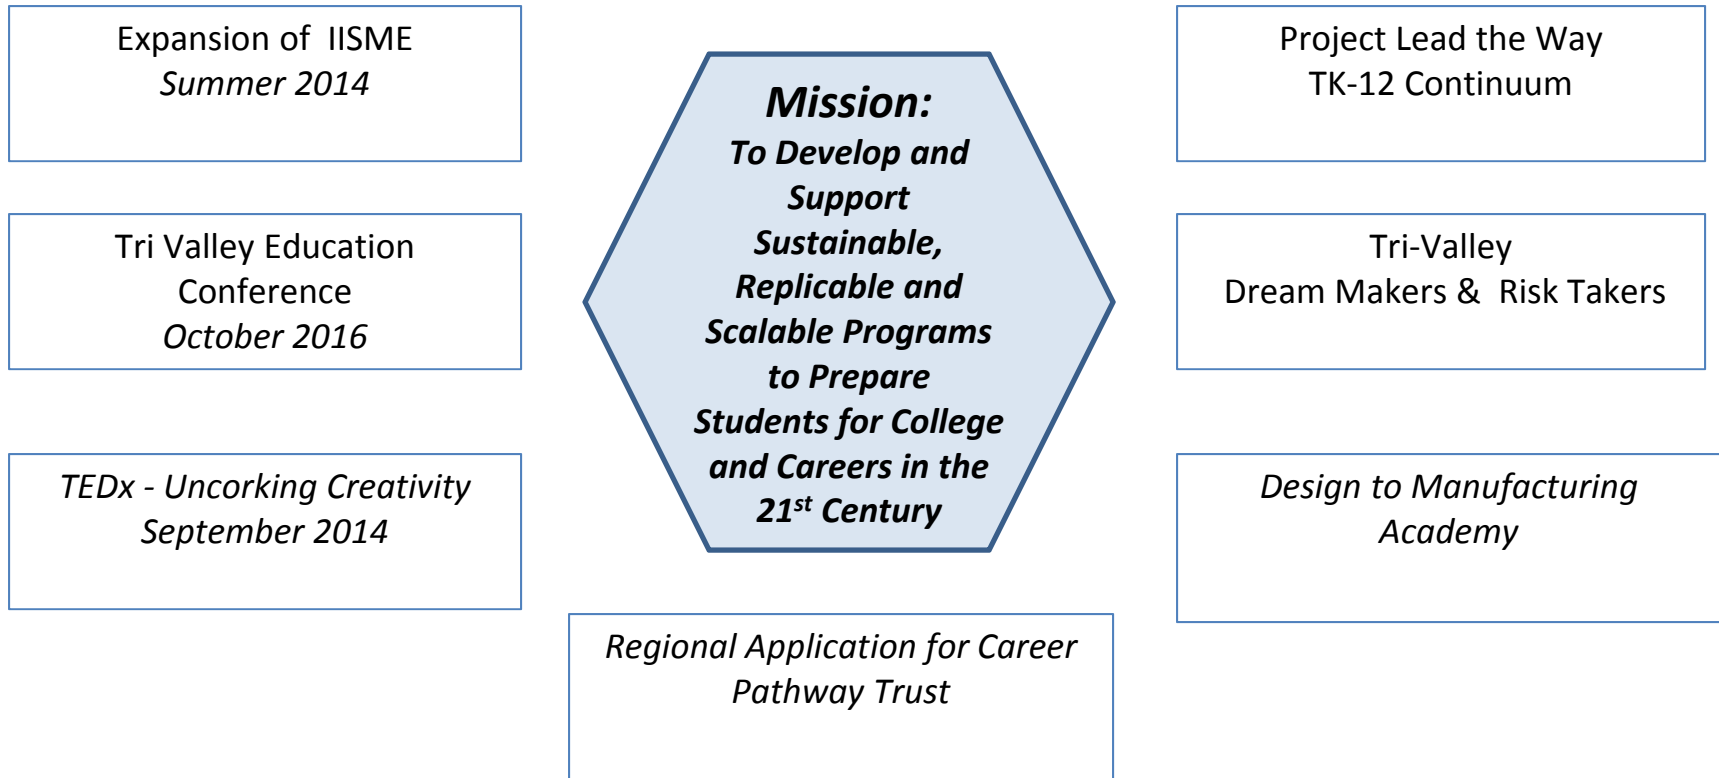 Expansion of IISME
Summer 2014
Tri Valley Education
Conference
October 2016
TEDx - Uncorking Creativity
September 2014
Mission:
To Develop and
Support
Sustainable,
Replicable and
Scalable Programs
to Prepare
Students for College
and Careers in the
21st Century
Regional Application for Career
Pathway Trust
Project Lead the Way
TK-12 Continuum
Tri-Valley
Dream Makers & Risk Takers
Design to Manufacturing
Academy